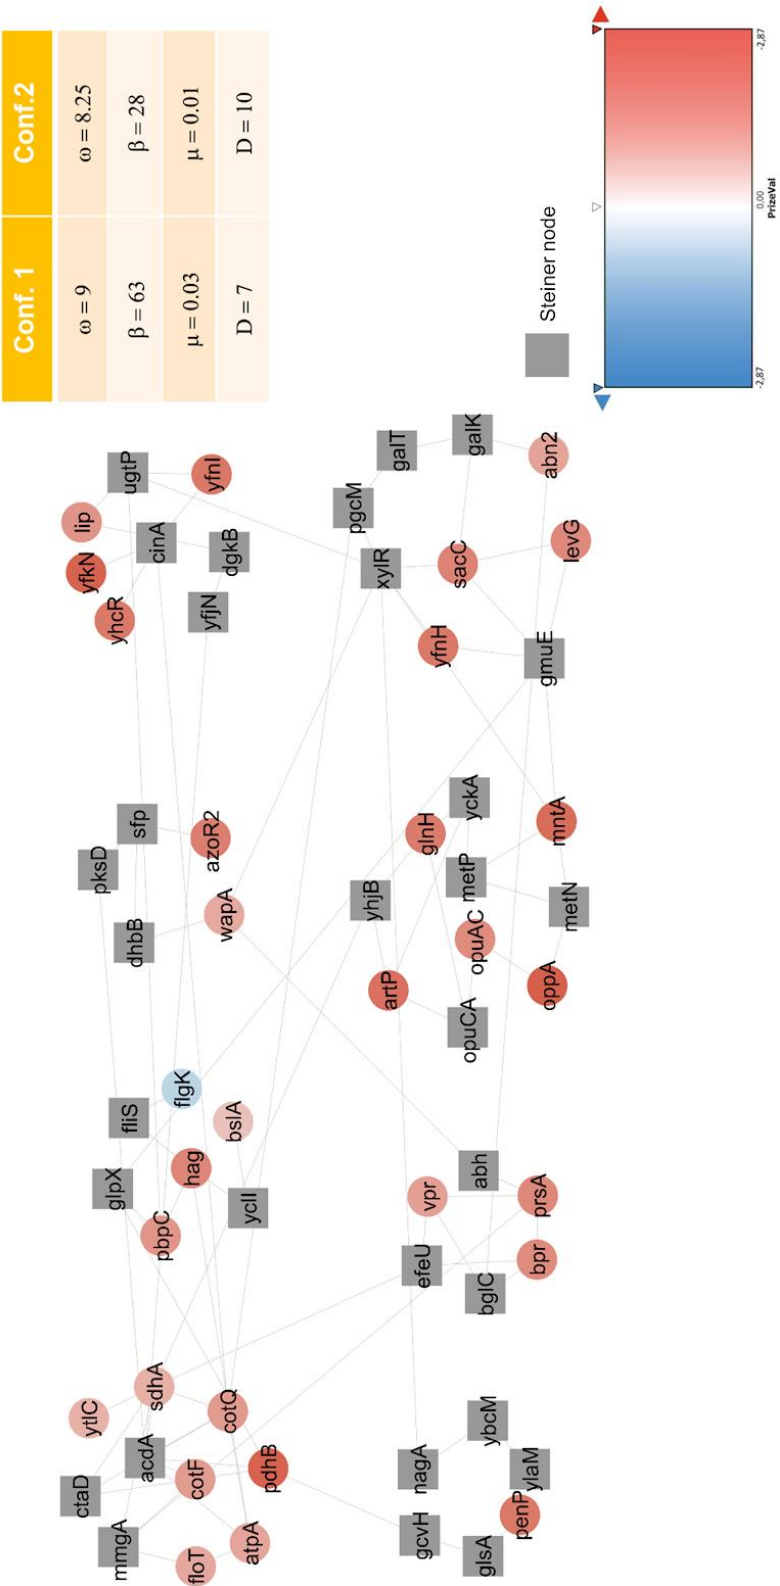 Conf. 1 Conf.2
ω = 9 ω = 8.25
β = 63 β = 28
μ = 0.03 μ = 0.01
D = 7 D = 10
ctaD
ytlC
mmgA
acdA
sdhA
floT
cotF
cotQ
atpA
pdhB
glpX
fliS
pbpC
hag
flgK
yclI
bslA
pksD
dhbB
sfp
wapA
azoR2
lip
yfkN
ugtP
yhcR
cinA
yfnI
yfjN
dgkB
gcvH
nagA
glsA
ybcM
penP
ylaM
efeU
vpr
bglC
abh
bpr
prsA
yhjB
artP
glnH
opuCA
opuAC
metP
yckA
oppA
metN
mntA
pgcM
xylR
galT
yfnH
sacC
galK
gmuE
levG
abn2
Steiner node
-2,87 0.00 -2,87
PrizeVal